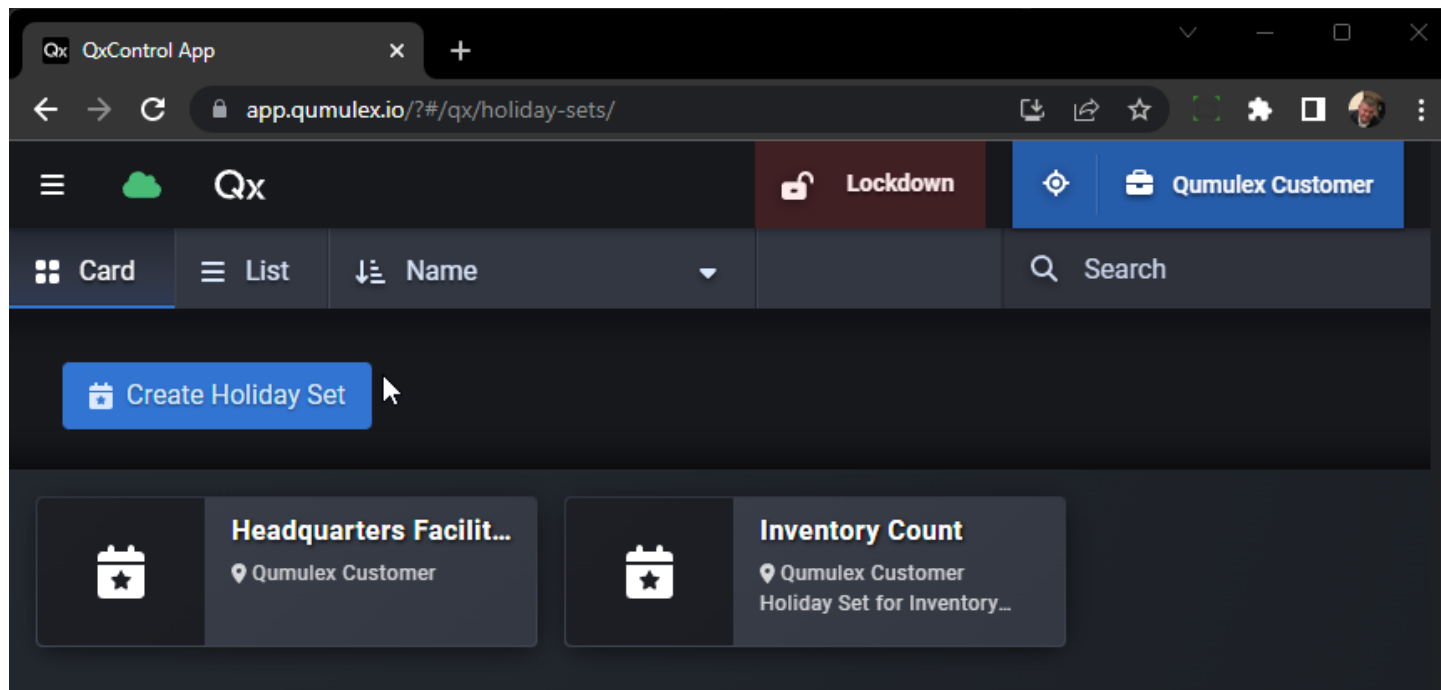 Qx QxControl App
app.qumulex.io/?#/qx/holiday-sets/
Qx Lockdown Qumulex Customer
Card List Name Search
Create Holiday Set
Headquarters Facilit...
Qumulex Customer
Inventory Count
Qumulex Customer
Holiday Set for Inventory...